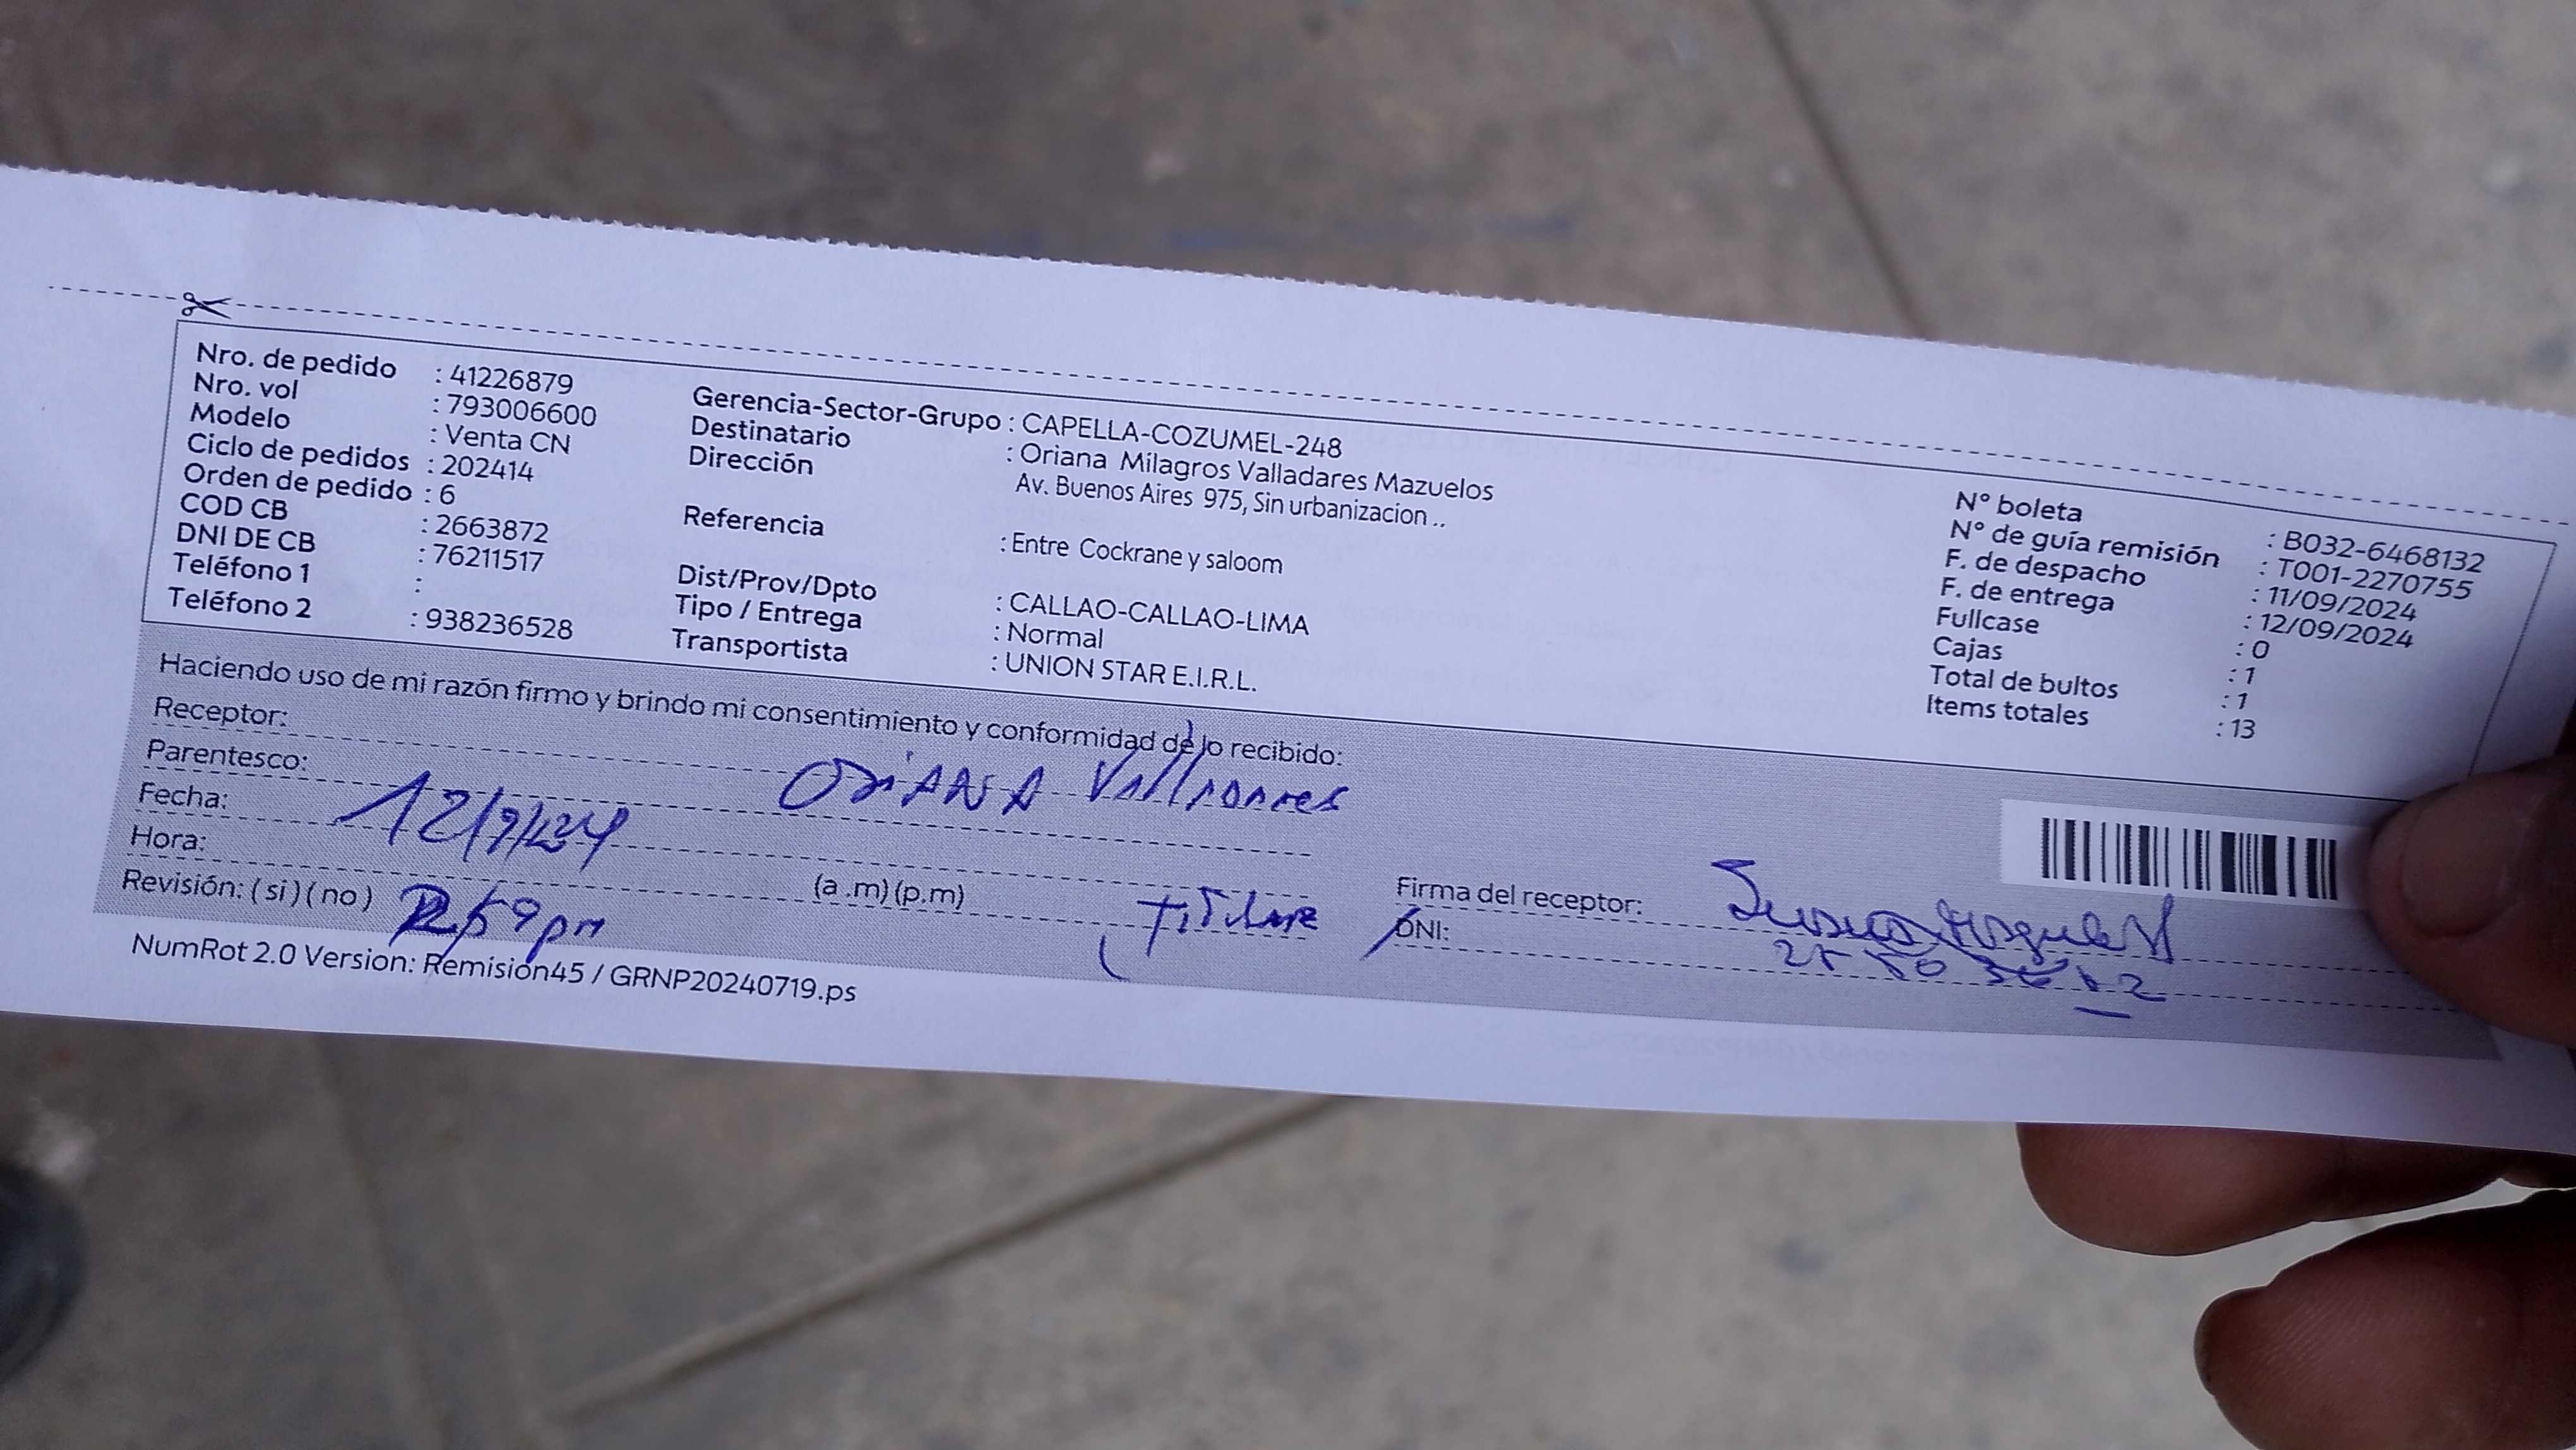 Nro. de pedido : 41226879
Nro. vol : 793006600
Modelo : Venta CN
Ciclo de pedidos : 202414
Orden de pedido : 6
COD CB : 2663872
DNI DE CB : 76211517
Teléfono 1 :
Teléfono 2 : 938236528
Gerencia-Sector-Grupo : CAPELLA-COZUMEL-248
Destinatario : Oriana Milagros Valladares Mazuelos
Dirección Av. Buenos Aires 975, Sin urbanizacion ..
Referencia : Entre Cockrane y saloom
Dist/Prov/Dpto : CALLAO-CALLAO-LIMA
Tipo / Entrega : Normal
Transportista : UNION STAR E.I.R.L.
N° boleta : B032-6468132
N° de guía remisión : T001-2270755
F. de despacho : 11/09/2024
F. de entrega : 12/09/2024
Fullcase : 0
Cajas : 1
Total de bultos : 1
Items totales : 13
Haciendo uso de mi razón firmo y brindo mi consentimiento y conformidad de lo recibido:
Receptor: ORIANA
Parentesco:
Fecha:
Hora: (a .m) (p.m)
Revisión: ( si ) ( no )
Firma del receptor:
DNI:
NumRot 2.0 Version: Remision45 / GRNP20240719.ps